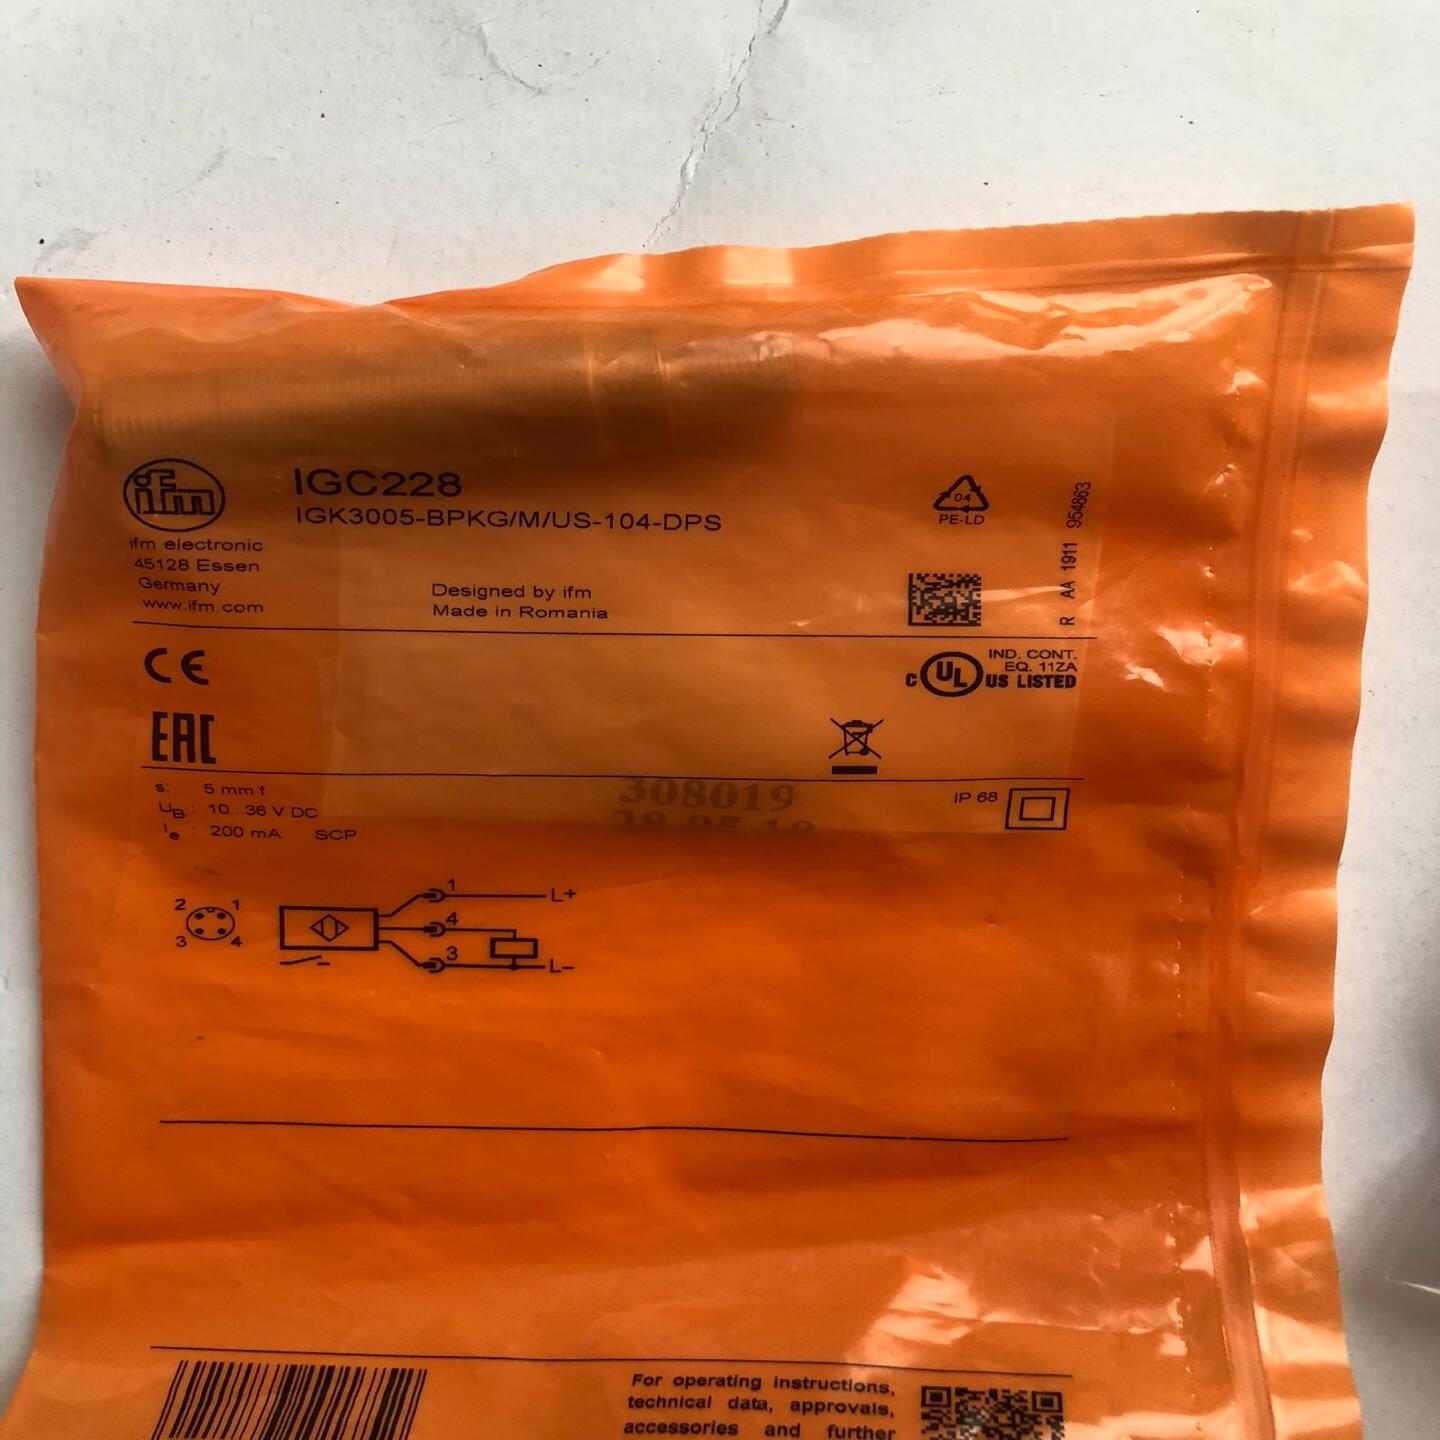 ifm
IGC228
IGK3005-BPKG/M/US-104-DPS
ifm electronic
45128 Essen
Germany
www.ifm.com
Designed by ifm
Made in Romania
04
PE-LD
R AA 1911 954863
CE
EAC
C UL US LISTED
IND. CONT.
EQ. 11ZA
s: 5 mm f
UB : 10...36 V DC
Ie : 200 mA SCP
308019
28.05.19
IP 68
2 1
3 4
1 L+
4
3 L–
For operating instructions,
technical data, approvals,
accessories and further